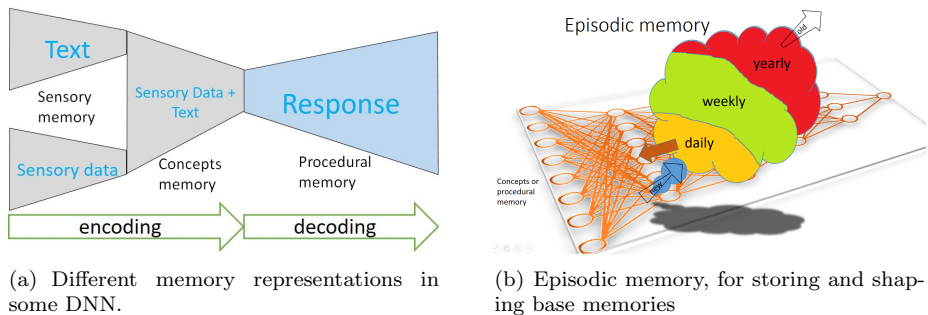 Text
Sensory
memory
Sensory data
Sensory Data +
Text
Concepts
memory
Response
Procedural
memory
encoding
decoding
(a) Different memory representations in
some DNN.
Episodic memory
old
yearly
weekly
daily
new
Concepts or
procedural
memory
(b) Episodic memory, for storing and shap-
ing base memories